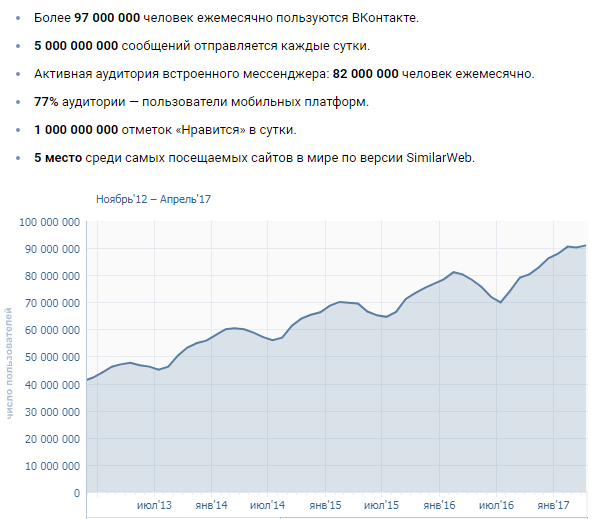 Более 97 000 000 человек ежемесячно пользуются ВКонтакте.
5 000 000 000 сообщений отправляется каждые сутки.
Активная аудитория встроенного мессенджера: 82 000 000 человек ежемесячно.
77% аудитории — пользователи мобильных платформ.
1 000 000 000 отметок «Нравится» в сутки.
5 место среди самых посещаемых сайтов в мире по версии SimilarWeb.
Ноябрь'12 – Апрель'17
число пользователей
100 000 000
90 000 000
80 000 000
70 000 000
60 000 000
50 000 000
40 000 000
30 000 000
20 000 000
10 000 000
0
июл'13 янв'14 июл'14 янв'15 июл'15 янв'16 июл'16 янв'17